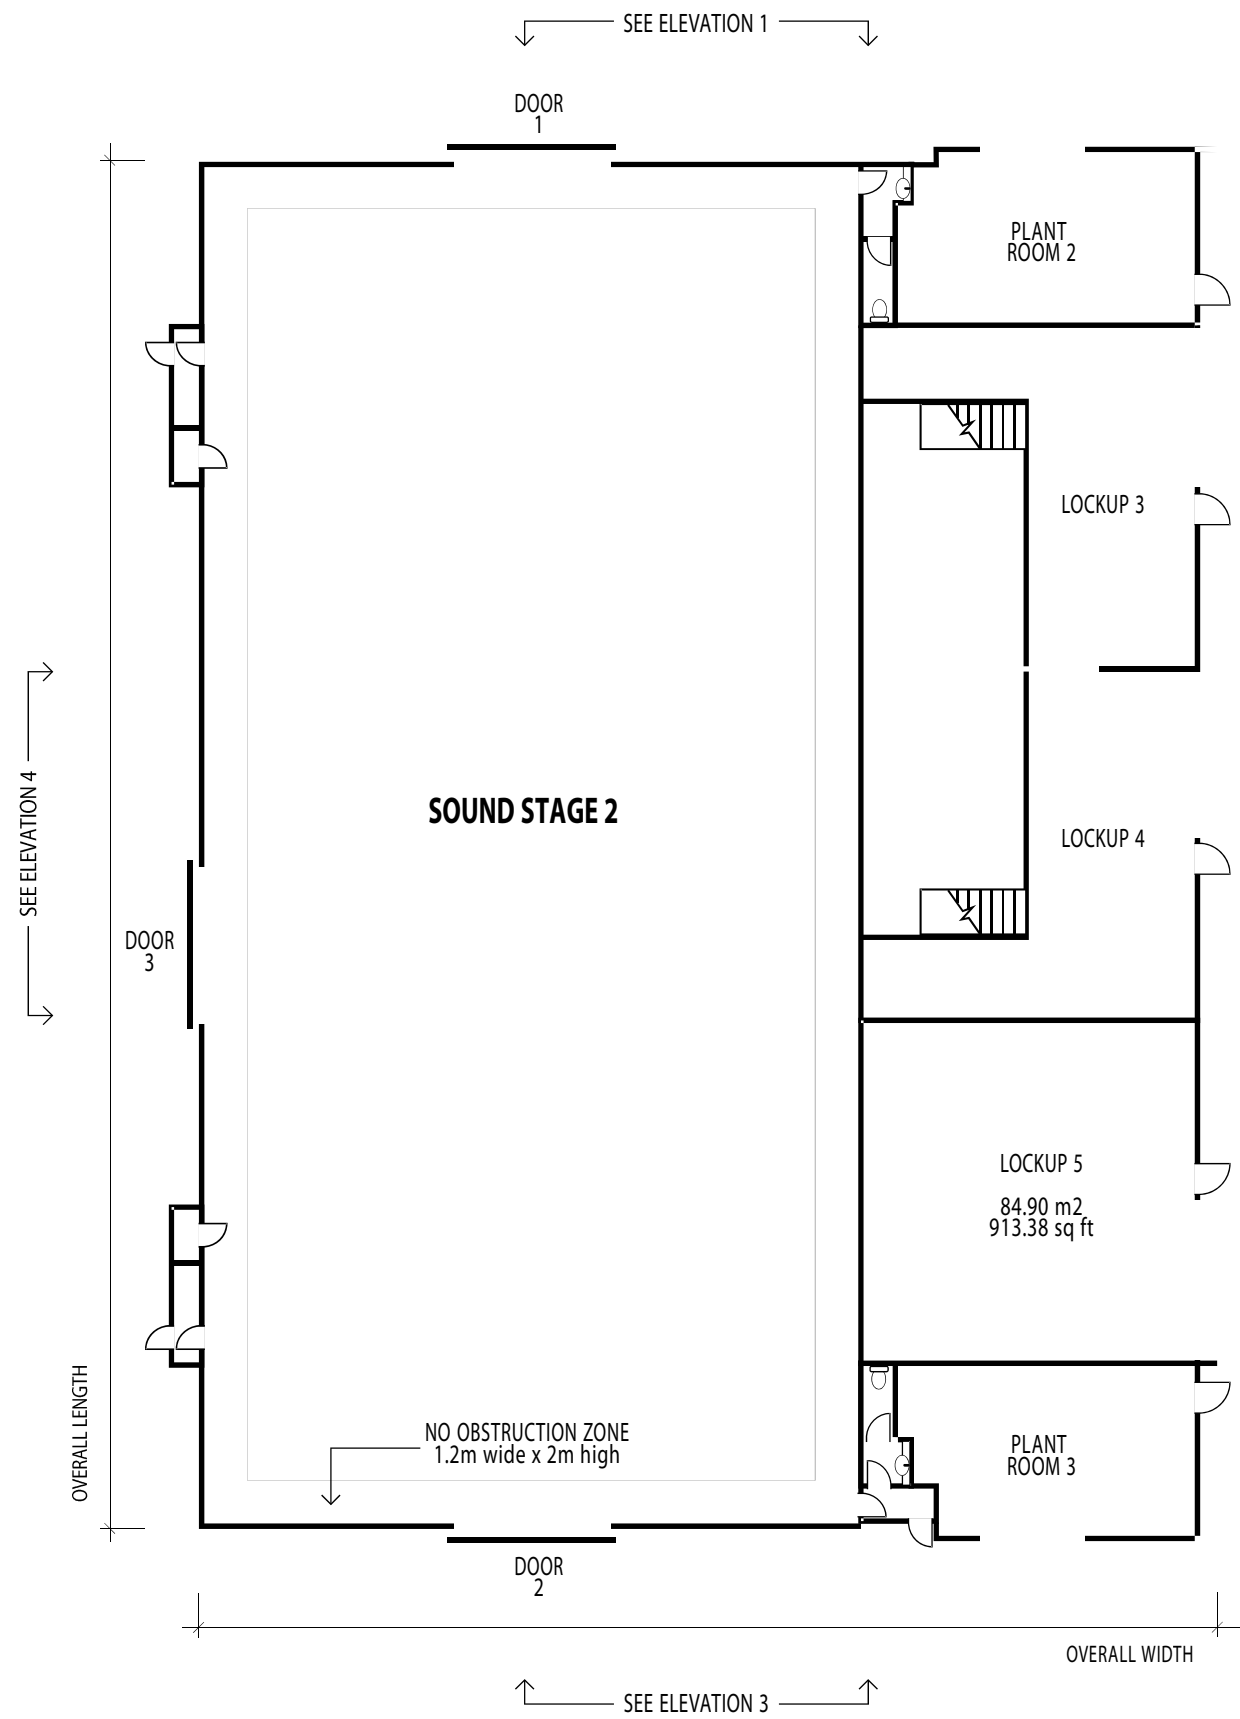 SEE ELEVATION 1
DOOR
1
PLANT
ROOM 2
LOCKUP 3
SEE ELEVATION 4
SOUND STAGE 2
LOCKUP 4
DOOR
3
LOCKUP 5
84.90 m2
913.38 sq ft
OVERALL LENGTH
NO OBSTRUCTION ZONE
1.2m wide x 2m high
PLANT
ROOM 3
DOOR
2
OVERALL WIDTH
SEE ELEVATION 3